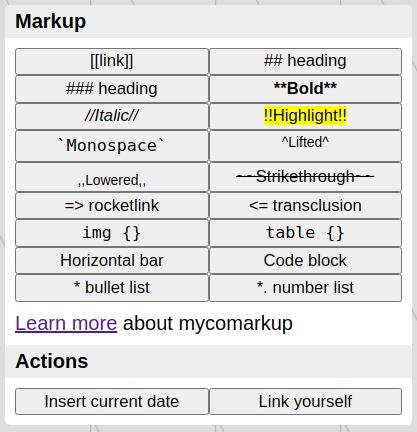 Markup
[[link]] ## heading
### heading **Bold**
//Italic// !!Highlight!!
`Monospace` ^Lifted^
,,Lowered,, ~~Strikethrough~~
=> rocketlink <= transclusion
img {} table {}
Horizontal bar Code block
* bullet list *. number list
Learn more about mycomarkup
Actions
Insert current date Link yourself